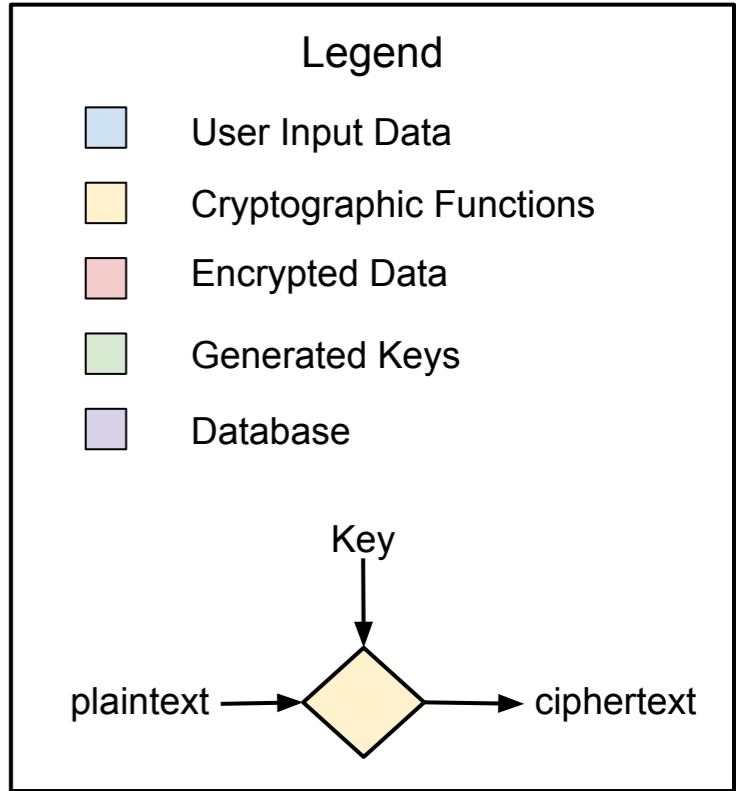 Legend
User Input Data
Cryptographic Functions
Encrypted Data
Generated Keys
Database
Key
plaintext
ciphertext